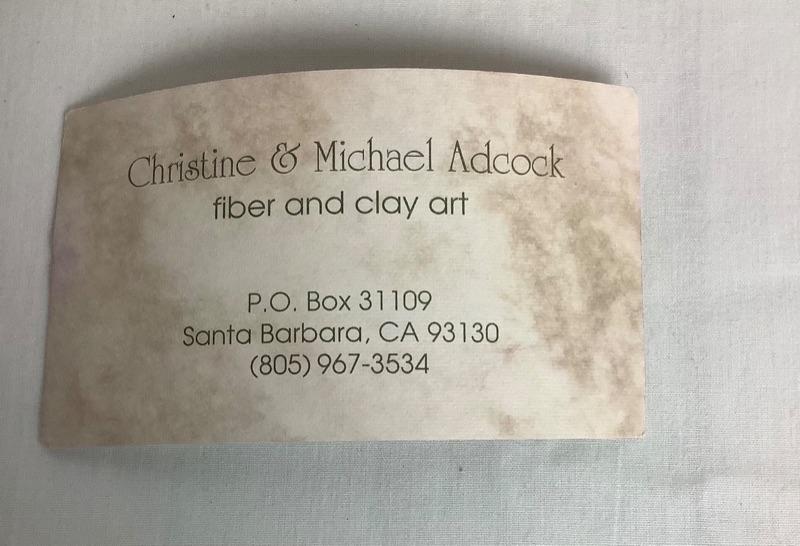 Christine & Michael Adcock
fiber and clay art
P.O. Box 31109
Santa Barbara, CA 93130
(805) 967-3534